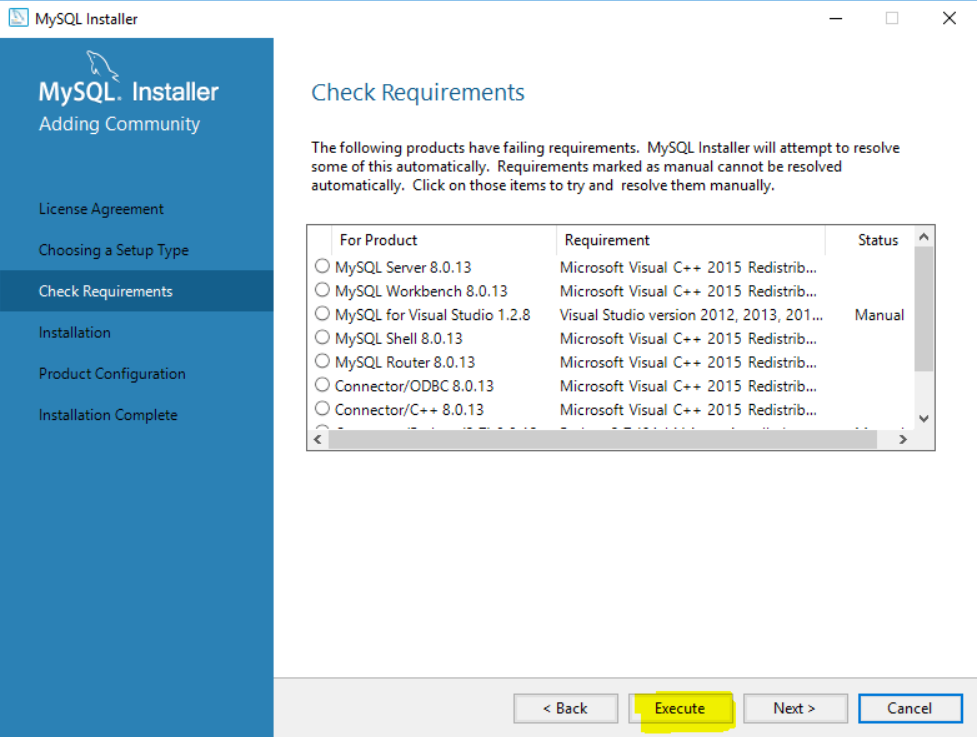 MySQL Installer
MySQL. Installer
Adding Community
License Agreement
Choosing a Setup Type
Check Requirements
Installation
Product Configuration
Installation Complete
Check Requirements
The following products have failing requirements. MySQL Installer will attempt to resolve
some of this automatically. Requirements marked as manual cannot be resolved
automatically. Click on those items to try and resolve them manually.
For Product Requirement Status
MySQL Server 8.0.13 Microsoft Visual C++ 2015 Redistrib...
MySQL Workbench 8.0.13 Microsoft Visual C++ 2015 Redistrib...
MySQL for Visual Studio 1.2.8 Visual Studio version 2012, 2013, 201... Manual
MySQL Shell 8.0.13 Microsoft Visual C++ 2015 Redistrib...
MySQL Router 8.0.13 Microsoft Visual C++ 2015 Redistrib...
Connector/ODBC 8.0.13 Microsoft Visual C++ 2015 Redistrib...
Connector/C++ 8.0.13 Microsoft Visual C++ 2015 Redistrib...
< Back Execute Next > Cancel